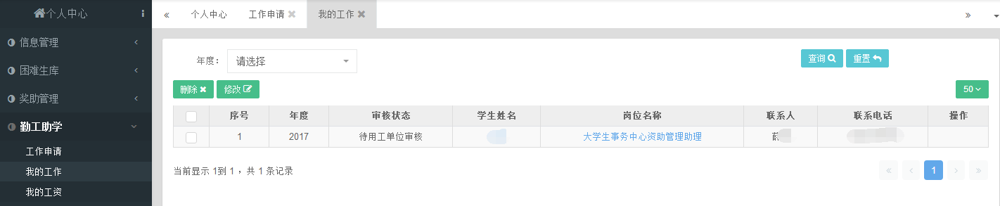 个人中心
信息管理
困难生库
奖助管理
勤工助学
工作申请
我的工作
我的工资
« 个人中心 工作申请 我的工作 »
年度： 请选择 查询 重置
删除 修改 50
序号 年度 审核状态 学生姓名 岗位名称 联系人 联系电话 操作
1 2017 待用工单位审核 大学生事务中心资助管理助理
当前显示 1到 1 ，共 1 条记录 « ‹ 1 › »